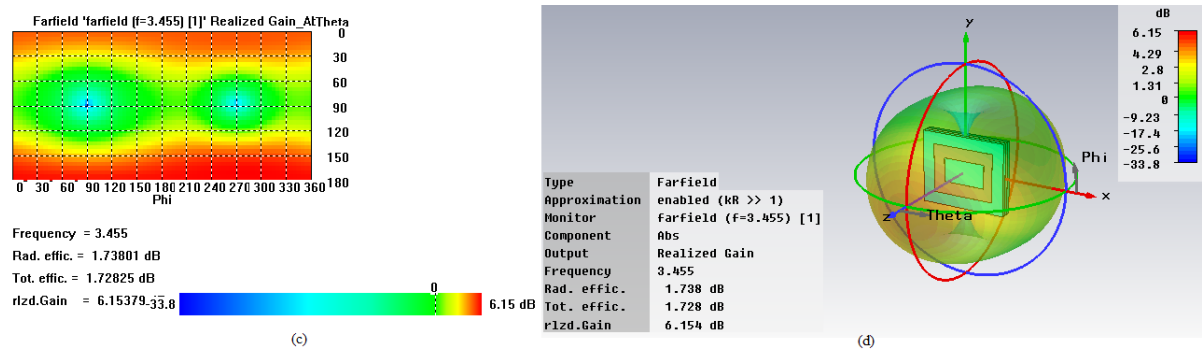 Farfield 'farfield (f=3.455) [1]' Realized Gain_Abs
Theta
0
30
60
90
120
150
180
0 30 60 90 120 150 180 210 240 270 300 330 360
Phi
Frequency = 3.455
Rad. effic. = 1.73801 dB
Tot. effic. = 1.72825 dB
rlzd.Gain = 6.15379
-33.8
0
6.15 dB
(c)
y
x
z
Phi
Theta
dB
6.15
4.29
2.8
1.31
0
-9.23
-17.4
-25.6
-33.8
Type Farfield
Approximation enabled (kR >> 1)
Monitor farfield (f=3.455) [1]
Component Abs
Output Realized Gain
Frequency 3.455
Rad. effic. 1.738 dB
Tot. effic. 1.728 dB
rlzd.Gain 6.154 dB
(d)